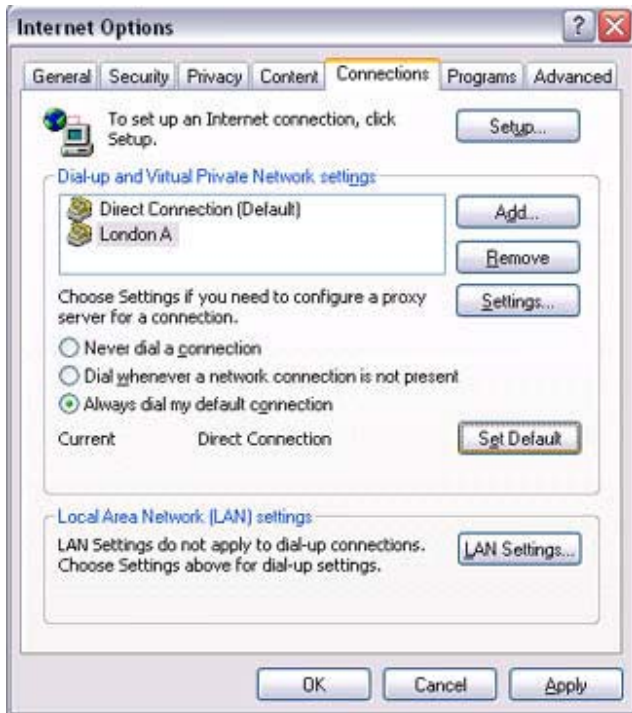 Internet Options
General Security Privacy Content Connections Programs Advanced
To set up an Internet connection, click
Setup.
Setup...
Dial-up and Virtual Private Network settings
Direct Connection (Default)
London A
Add...
Remove
Choose Settings if you need to configure a proxy
server for a connection.
Settings...
Never dial a connection
Dial whenever a network connection is not present
Always dial my default connection
Current Direct Connection
Set Default
Local Area Network (LAN) settings
LAN Settings do not apply to dial-up connections.
Choose Settings above for dial-up settings.
LAN Settings...
OK Cancel Apply